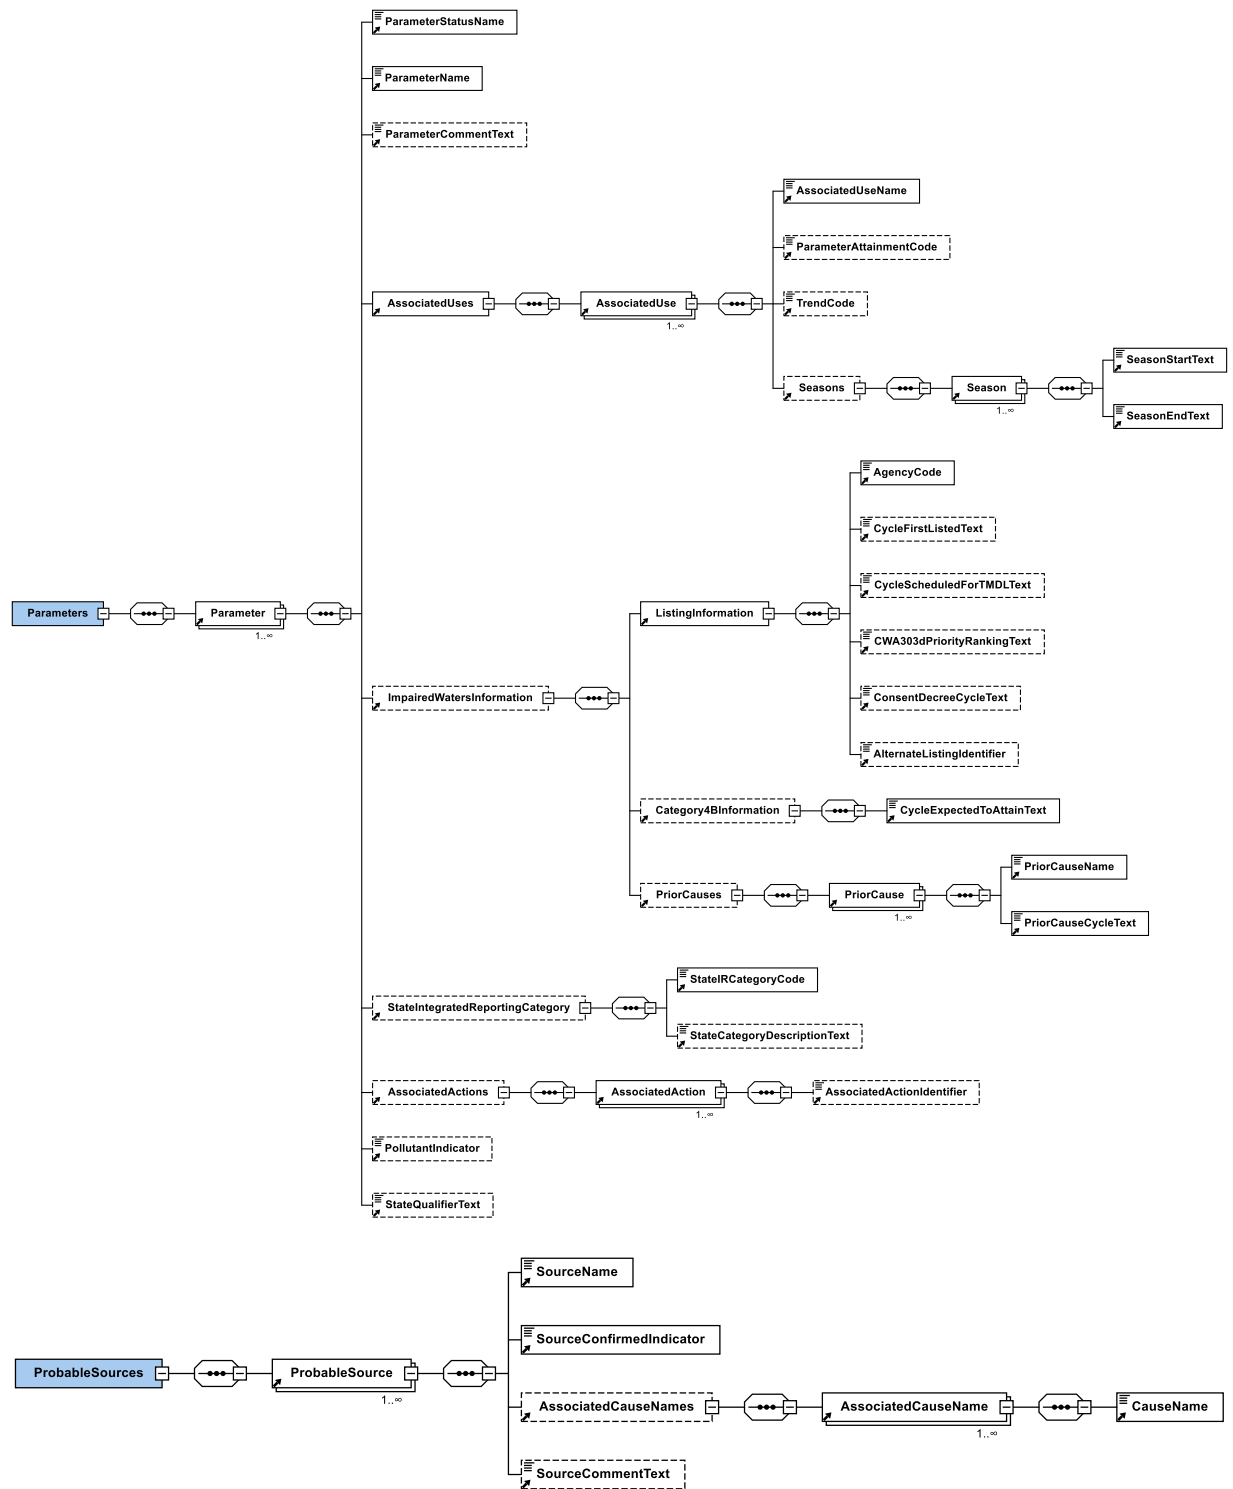 ParameterStatusName
ParameterName
ParameterCommentText
AssociatedUseName
ParameterAttainmentCode
AssociatedUses
AssociatedUse
1..∞
TrendCode
Seasons
Season
1..∞
SeasonStartText
SeasonEndText
AgencyCode
CycleFirstListedText
CycleScheduledForTMDLText
Parameters
Parameter
1..∞
ListingInformation
CWA303dPriorityRankingText
ImpairedWatersInformation
ConsentDecreeCycleText
AlternateListingIdentifier
Category4BInformation
CycleExpectedToAttainText
PriorCauses
PriorCause
1..∞
PriorCauseName
PriorCauseCycleText
StateIntegratedReportingCategory
StateIRCategoryCode
StateCategoryDescriptionText
AssociatedActions
AssociatedAction
1..∞
AssociatedActionIdentifier
PollutantIndicator
StateQualifierText
SourceName
SourceConfirmedIndicator
ProbableSources
ProbableSource
1..∞
AssociatedCauseNames
AssociatedCauseName
1..∞
CauseName
SourceCommentText